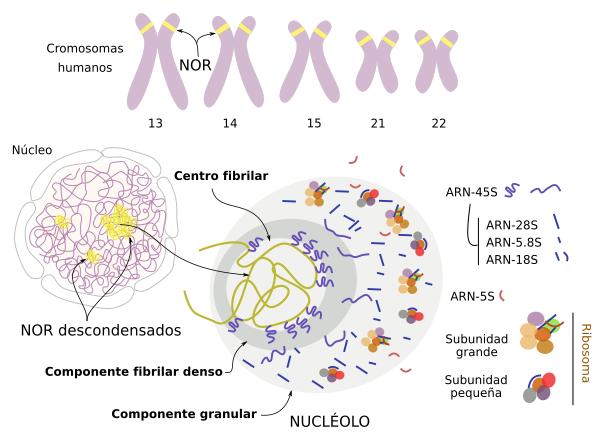 Cromosomas
humanos
NOR
13
14
15
21
22
Núcleo
Centro fibrilar
NOR descondensados
Componente fibrilar denso
Componente granular
NUCLÉOLO
ARN-45S
ARN-28S
ARN-5.8S
ARN-18S
ARN-5S
Subunidad
grande
Subunidad
pequeña
Ribosoma